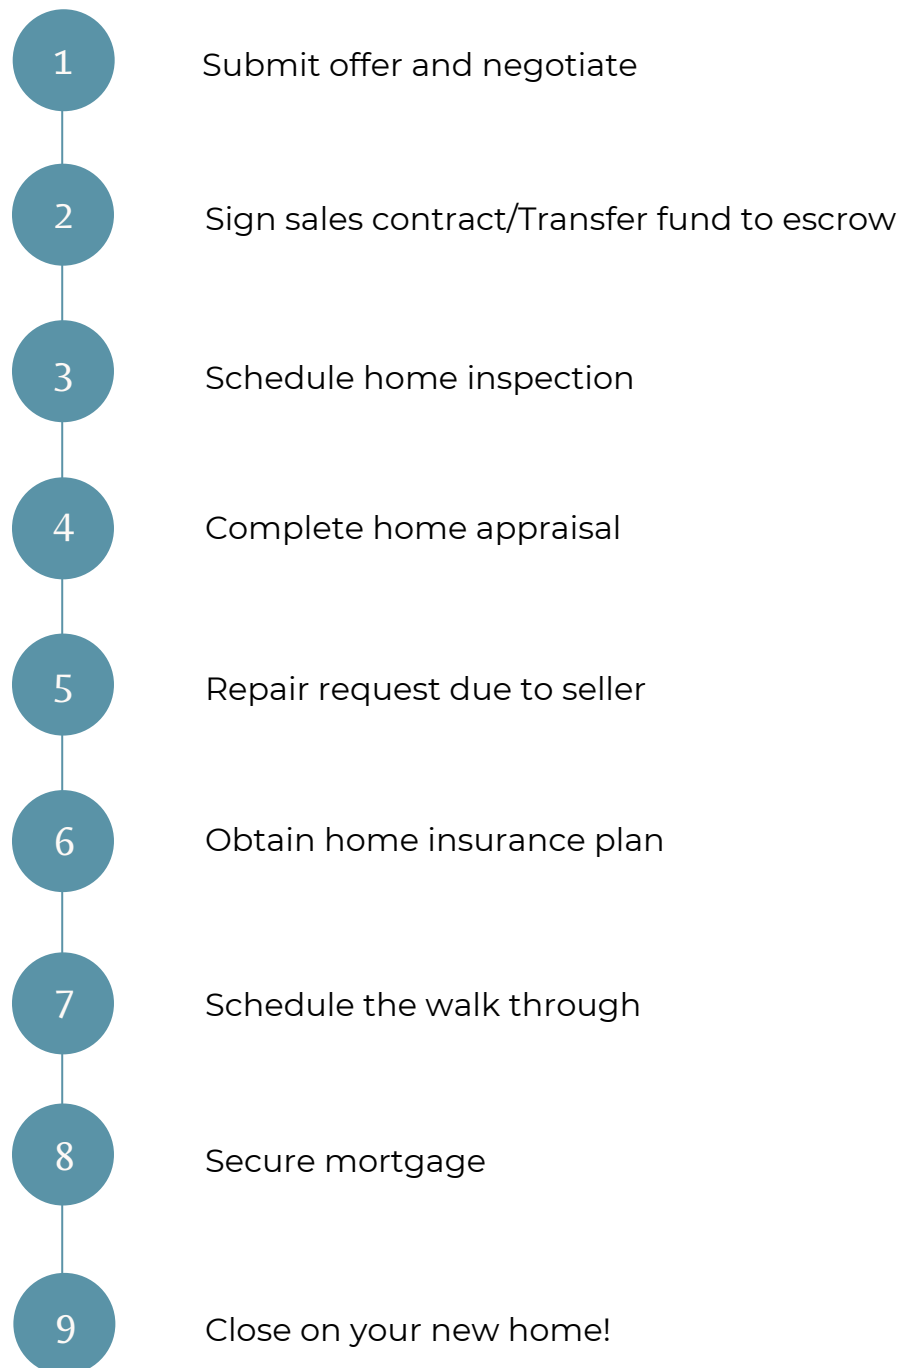 1
Submit offer and negotiate
2
Sign sales contract/Transfer fund to escrow
3
Schedule home inspection
4
Complete home appraisal
5
Repair request due to seller
6
Obtain home insurance plan
7
Schedule the walk through
8
Secure mortgage
9
Close on your new home!